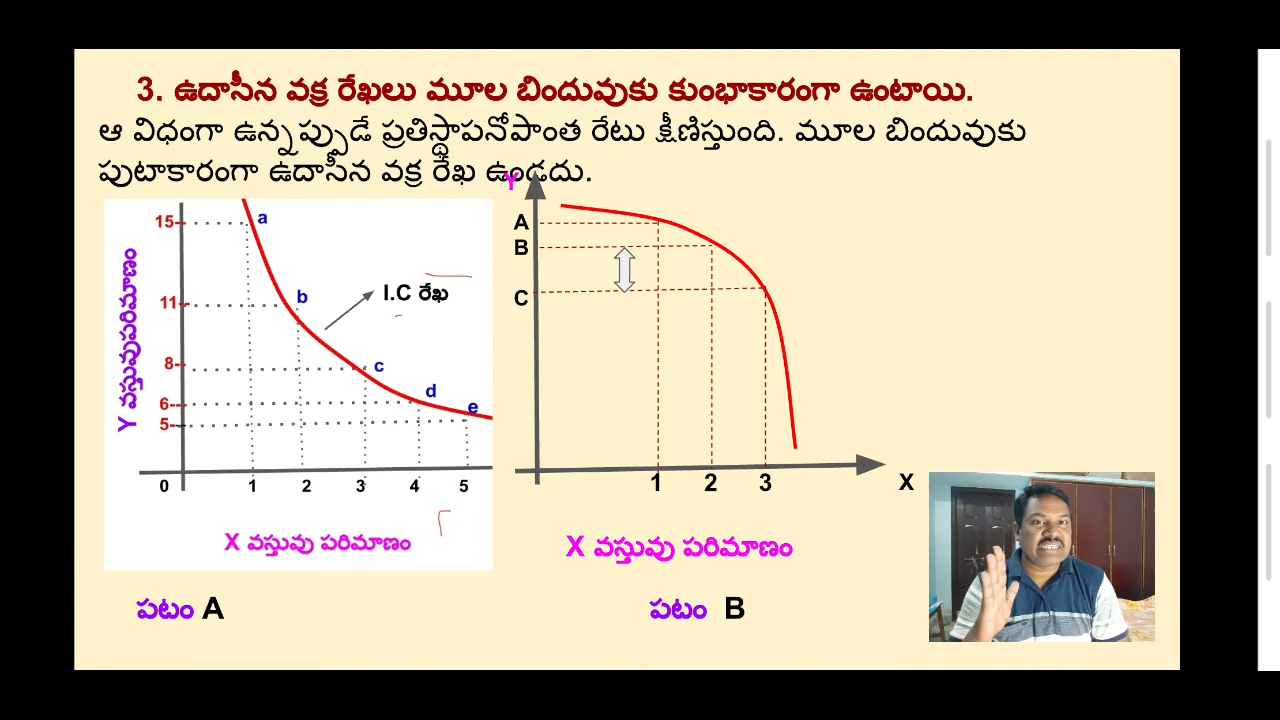 3. ఉదాసీన వక్ర రేఖలు మూల బిందువుకు కుంభాకారంగా ఉంటాయి.
ఆ విధంగా ఉన్నప్పుడే ప్రతిస్థాపనోపాంత రేటు క్షీణిస్తుంది. మూల బిందువుకు
పుటాకారంగా ఉదాసీన వక్ర రేఖ ఉండదు.
Y వస్తువుపరిమాణం
15
11
8
6
5
a
b
c
d
e
I.C రేఖ
0 1 2 3 4 5
X వస్తువు పరిమాణం
పటం A
Y
A
B
C
1 2 3
X
X వస్తువు పరిమాణం
పటం B